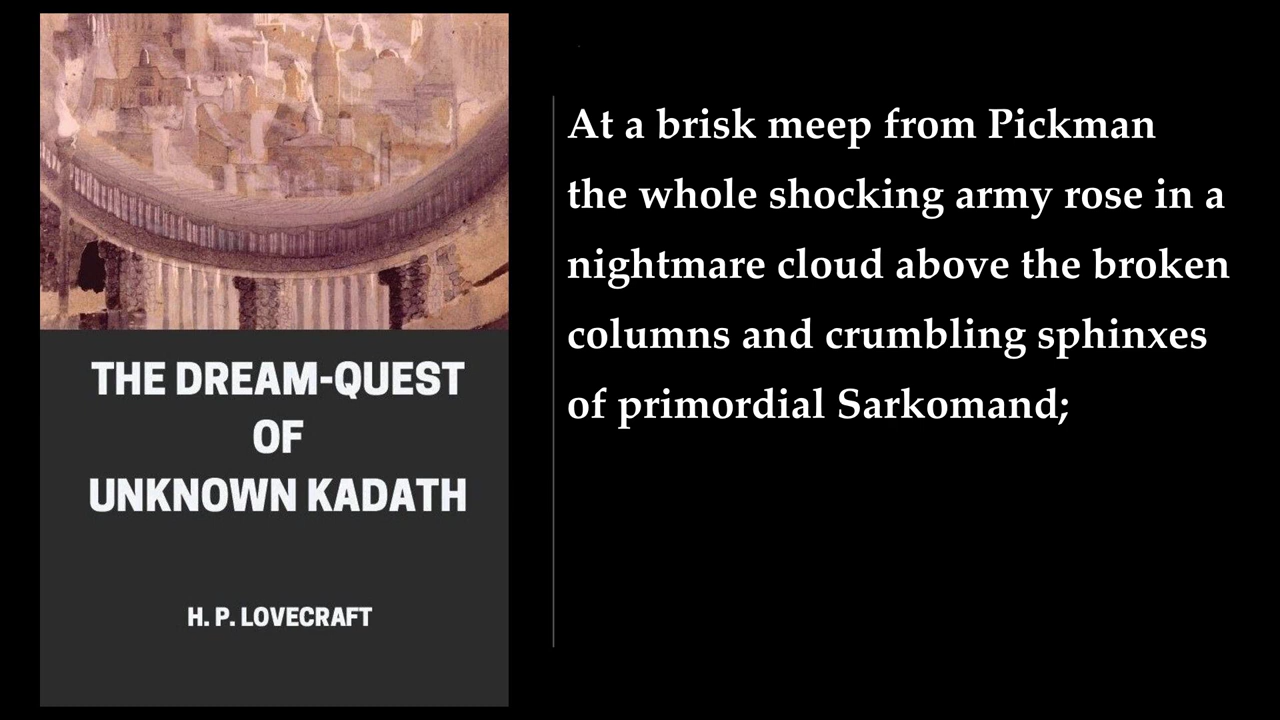 THE DREAM-QUEST
OF
UNKNOWN KADATH
H. P. LOVECRAFT
At a brisk meep from Pickman
the whole shocking army rose in a
nightmare cloud above the broken
columns and crumbling sphinxes
of primordial Sarkomand;